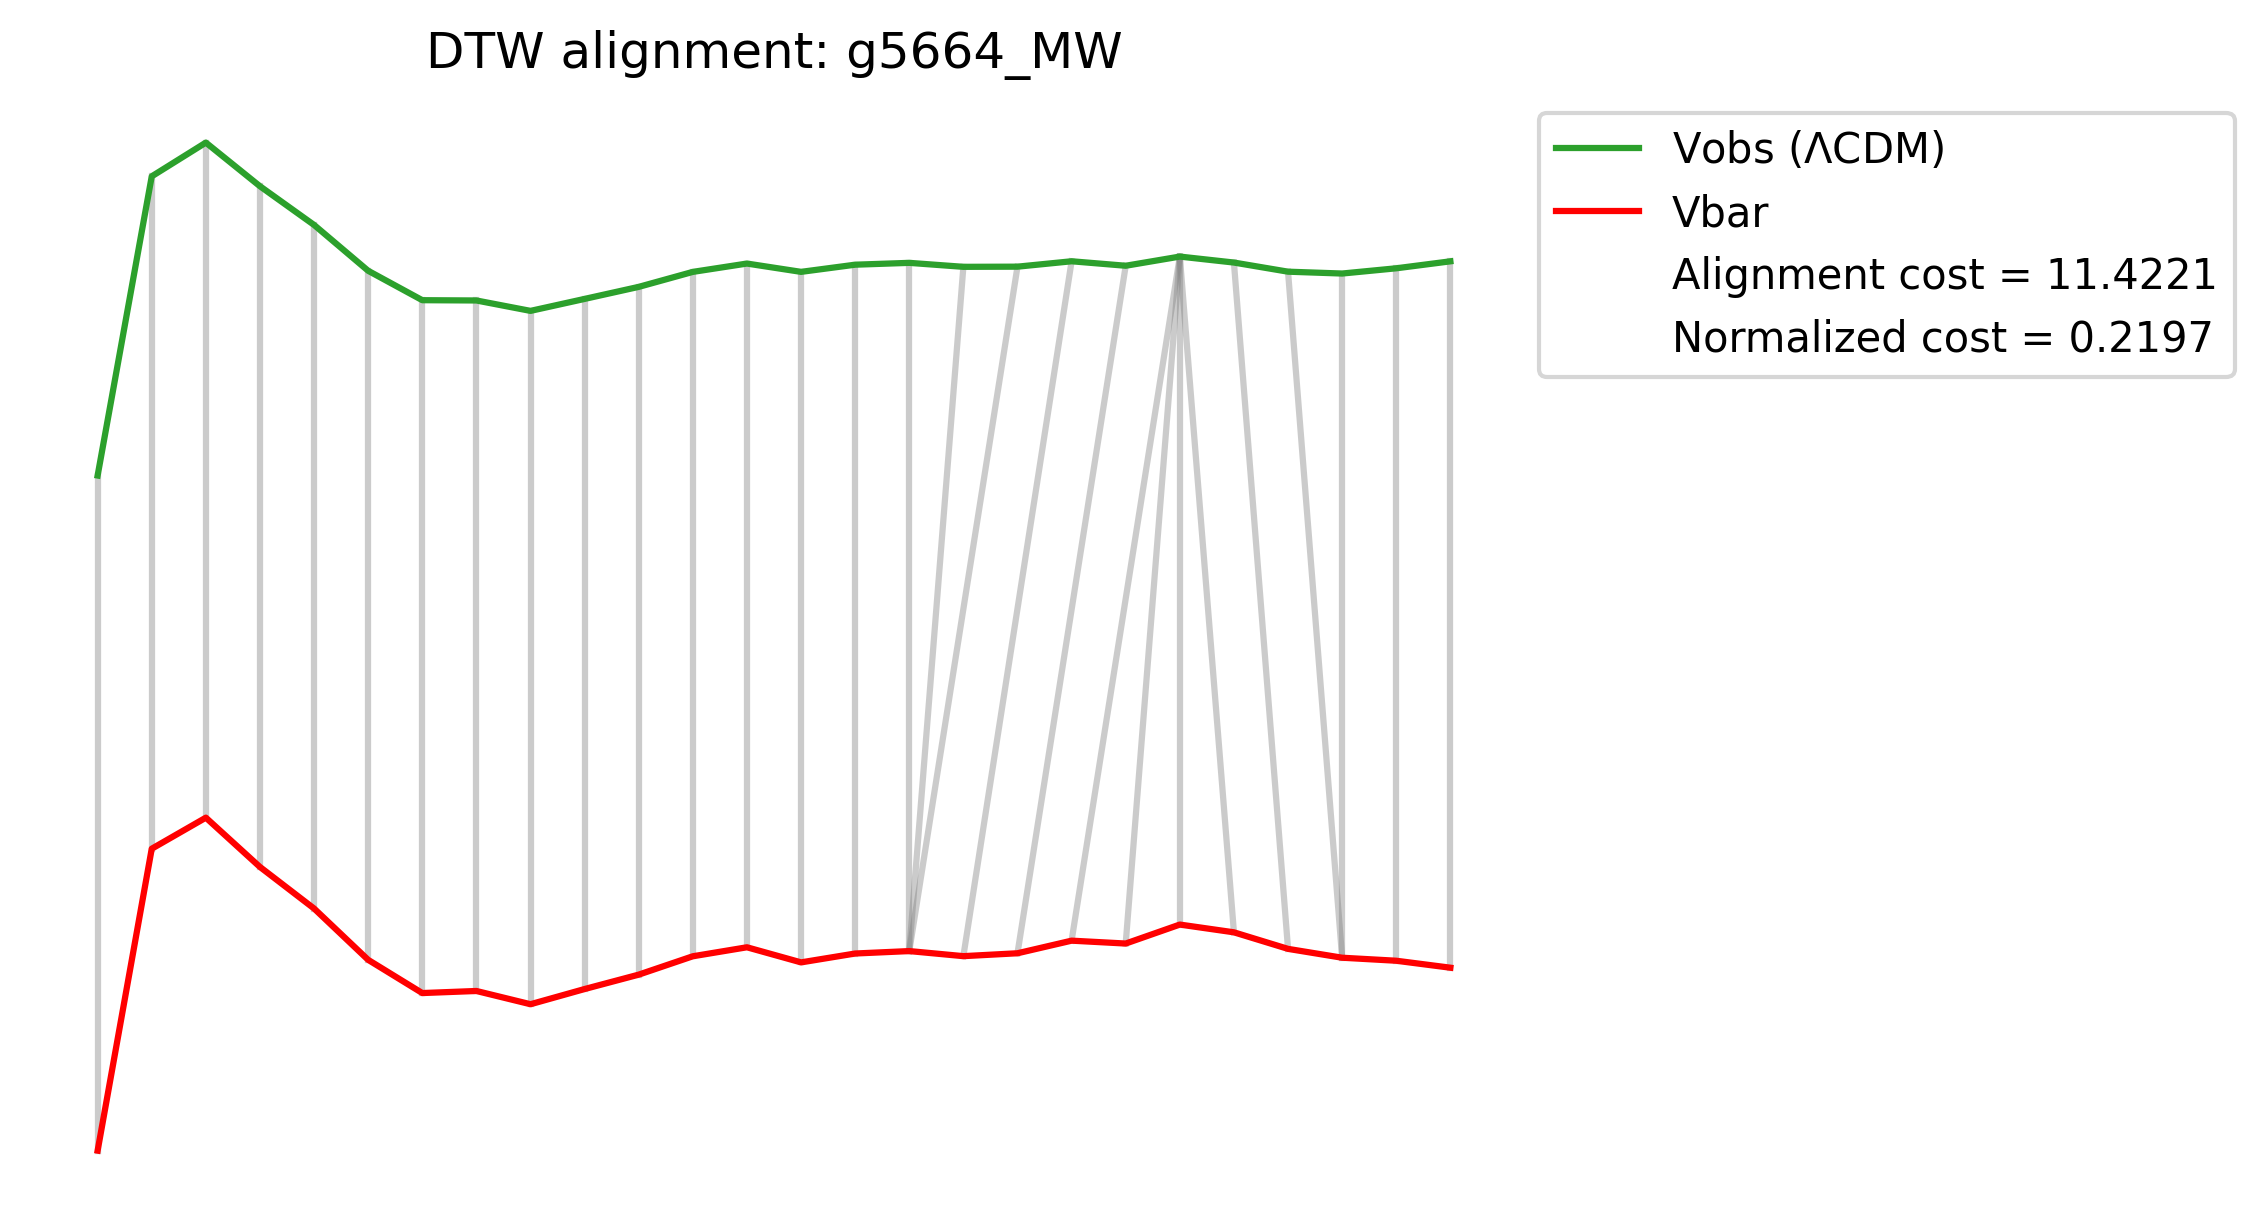 DTW alignment: g5664_MW
Vobs (ΛCDM)
Vbar
Alignment cost = 11.4221
Normalized cost = 0.2197